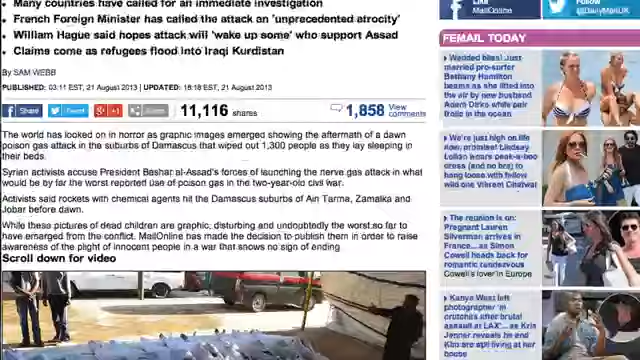 Many countries have called for an immediate investigation
French Foreign Minister has called the attack an 'unprecedented atrocity'
William Hague said hopes attack will 'wake up some' who support Assad
Claims come as refugees flood into Iraqi Kurdistan
By SAM WEBB
PUBLISHED: 03:11 EST, 21 August 2013 | UPDATED: 18:18 EST, 21 August 2013
Share
Tweet
+1
Share
11,116 shares
1,858 View comments
The world has looked on in horror as graphic images emerged showing the aftermath of a dawn
poison gas attack in the suburbs of Damascus that wiped out 1,300 people as they lay sleeping in
their beds.
Syrian activists accuse President Bashar al-Assad's forces of launching the nerve gas attack in what
would be by far the worst reported use of poison gas in the two-year-old civil war.
Activists said rockets with chemical agents hit the Damascus suburbs of Ain Tarma, Zamalka and
Jobar before dawn.
While these pictures of dead children are graphic, disturbing and undoubtedly the worst so far to
have emerged from the conflict. MailOnline has made the decision to publish them in order to raise
awareness of the plight of innocent people in a war that shows no sign of ending
Scroll down for video
Like
MailOnline
Follow
@DailyMailUK
FEMAIL TODAY
Wedded bliss! Just
married pro-surfer
Bethany Hamilton
beams as she lifted into
the air by new husband
Adam Dirks while pair
frolic in the ocean
We're just high on life
now, promise! Lindsay
Lohan wears peek-a-boo
dress (and no bra) to
hang loose with fellow
wild one Vikram Chatwal
The reunion is on:
Pregnant Lauren
Silverman arrives in
France... as Simon
Cowell heads back for
romantic rendezvous
Cowell's lover in Europe
Kanye West left
photographer 'in
crutches after brutal
assault at LAX'... as Kris
Jenner reveals he and
Kim are still living at her
house